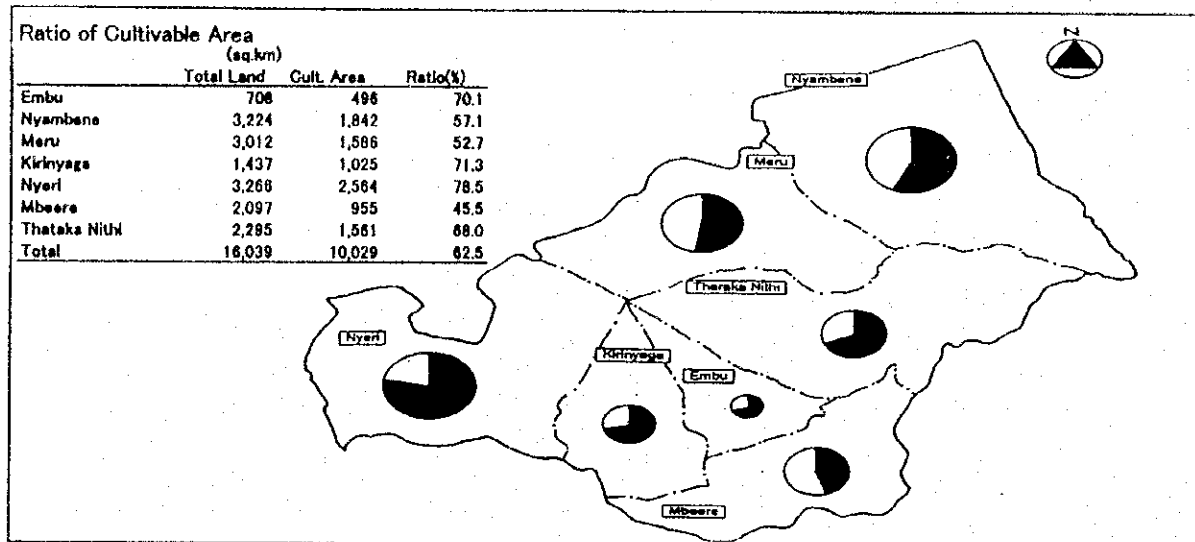 Ratio of Cultivable Area
(sq.km)
Total Land Cult. Area Ratio(%)
Embu 708 496 70.1
Nyambene 3,224 1,842 57.1
Meru 3,012 1,586 52.7
Kirinyaga 1,437 1,025 71.3
Nyeri 3,266 2,564 78.5
Mbeere 2,097 955 45.5
Thataka Nithi 2,295 1,561 68.0
Total 16,039 10,029 62.5
Z
Nyambene
Meru
Tharaka Nithi
Nyeri
Kirinyaga
Embu
Mbeere